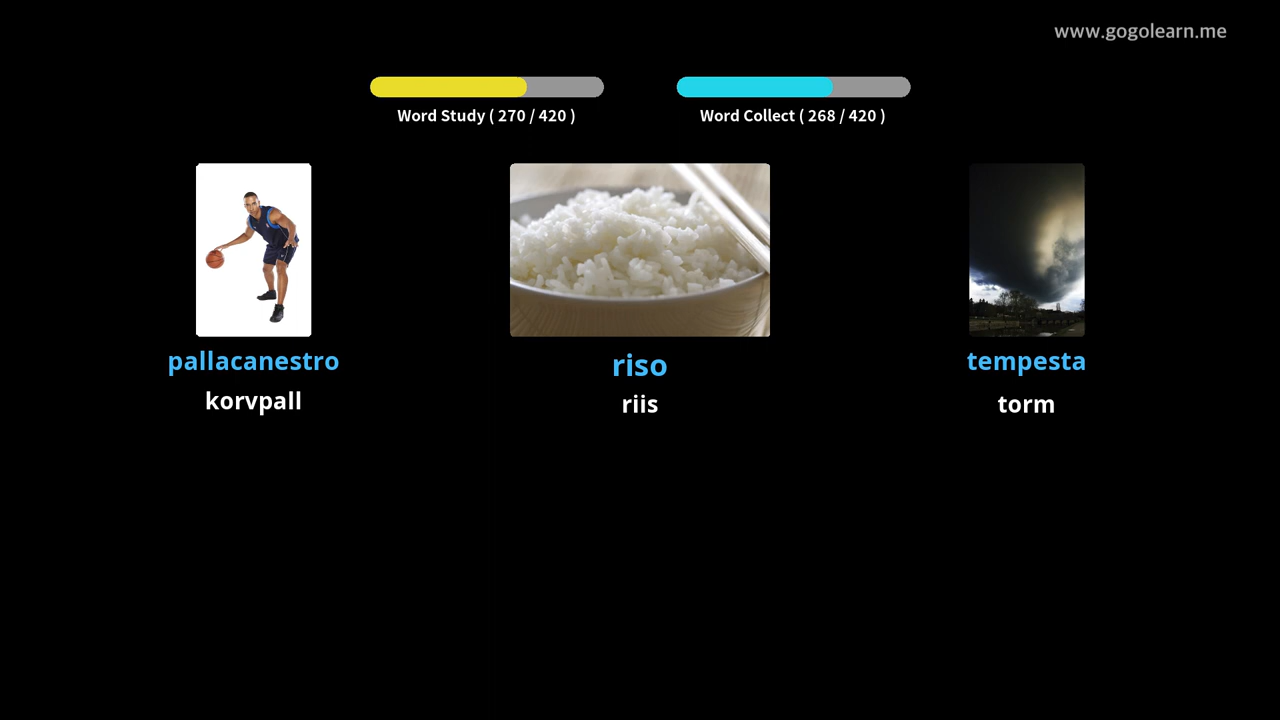 www.gogolearn.me
Word Study ( 270 / 420 )
Word Collect ( 268 / 420 )
pallacanestro
korvpall
riso
riis
tempesta
torm